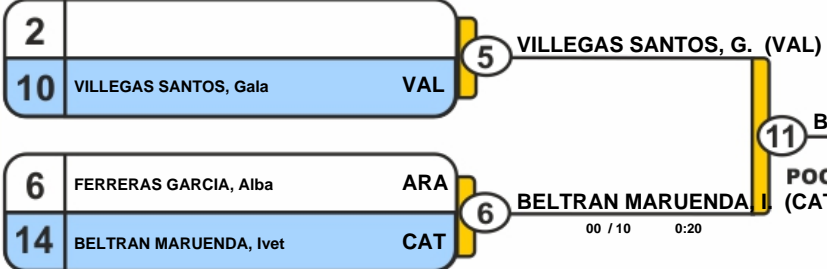 2
10 VILLEGAS SANTOS, Gala VAL
5
VILLEGAS SANTOS, G. (VAL)
6 FERRERAS GARCIA, Alba ARA
14 BELTRAN MARUENDA, Ivet CAT
6
BELTRAN MARUENDA, I. (CAT
00 / 10 0:20
11
B
POO